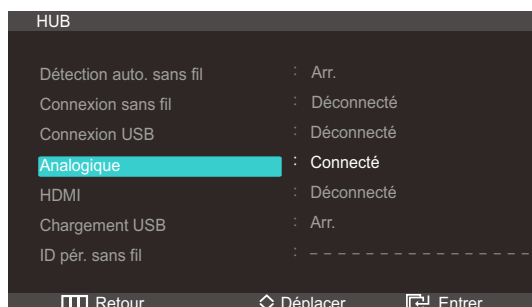 HUB
Détection auto. sans fil : Arr.
Connexion sans fil : Déconnecté
Connexion USB : Déconnecté
Analogique : Connecté
HDMI : Déconnecté
Chargement USB : Arr.
ID pér. sans fil : – – – – – – – – – – – – – – – –
Retour Déplacer Entrer